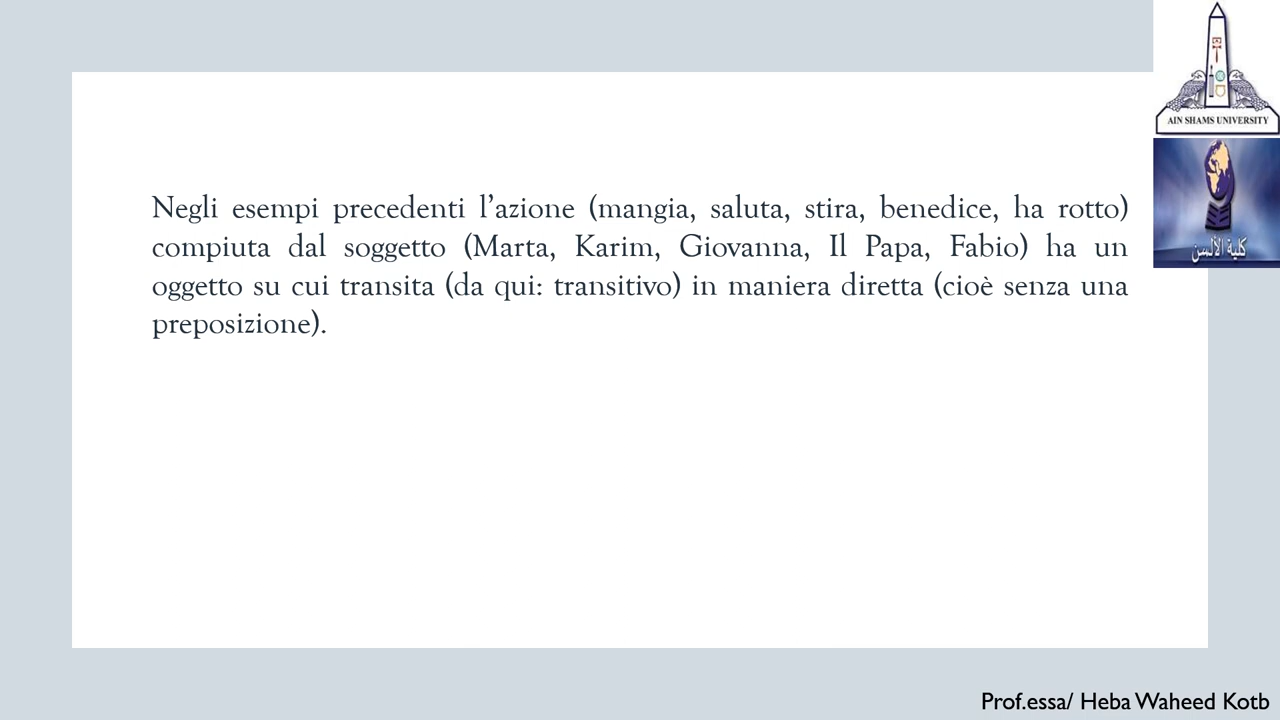 AIN SHAMS UNIVERSITY
كلية الألسن
Negli esempi precedenti l’azione (mangia, saluta, stira, benedice, ha rotto)
compiuta dal soggetto (Marta, Karim, Giovanna, Il Papa, Fabio) ha un
oggetto su cui transita (da qui: transitivo) in maniera diretta (cioè senza una
preposizione).
Prof.essa/ Heba Waheed Kotb